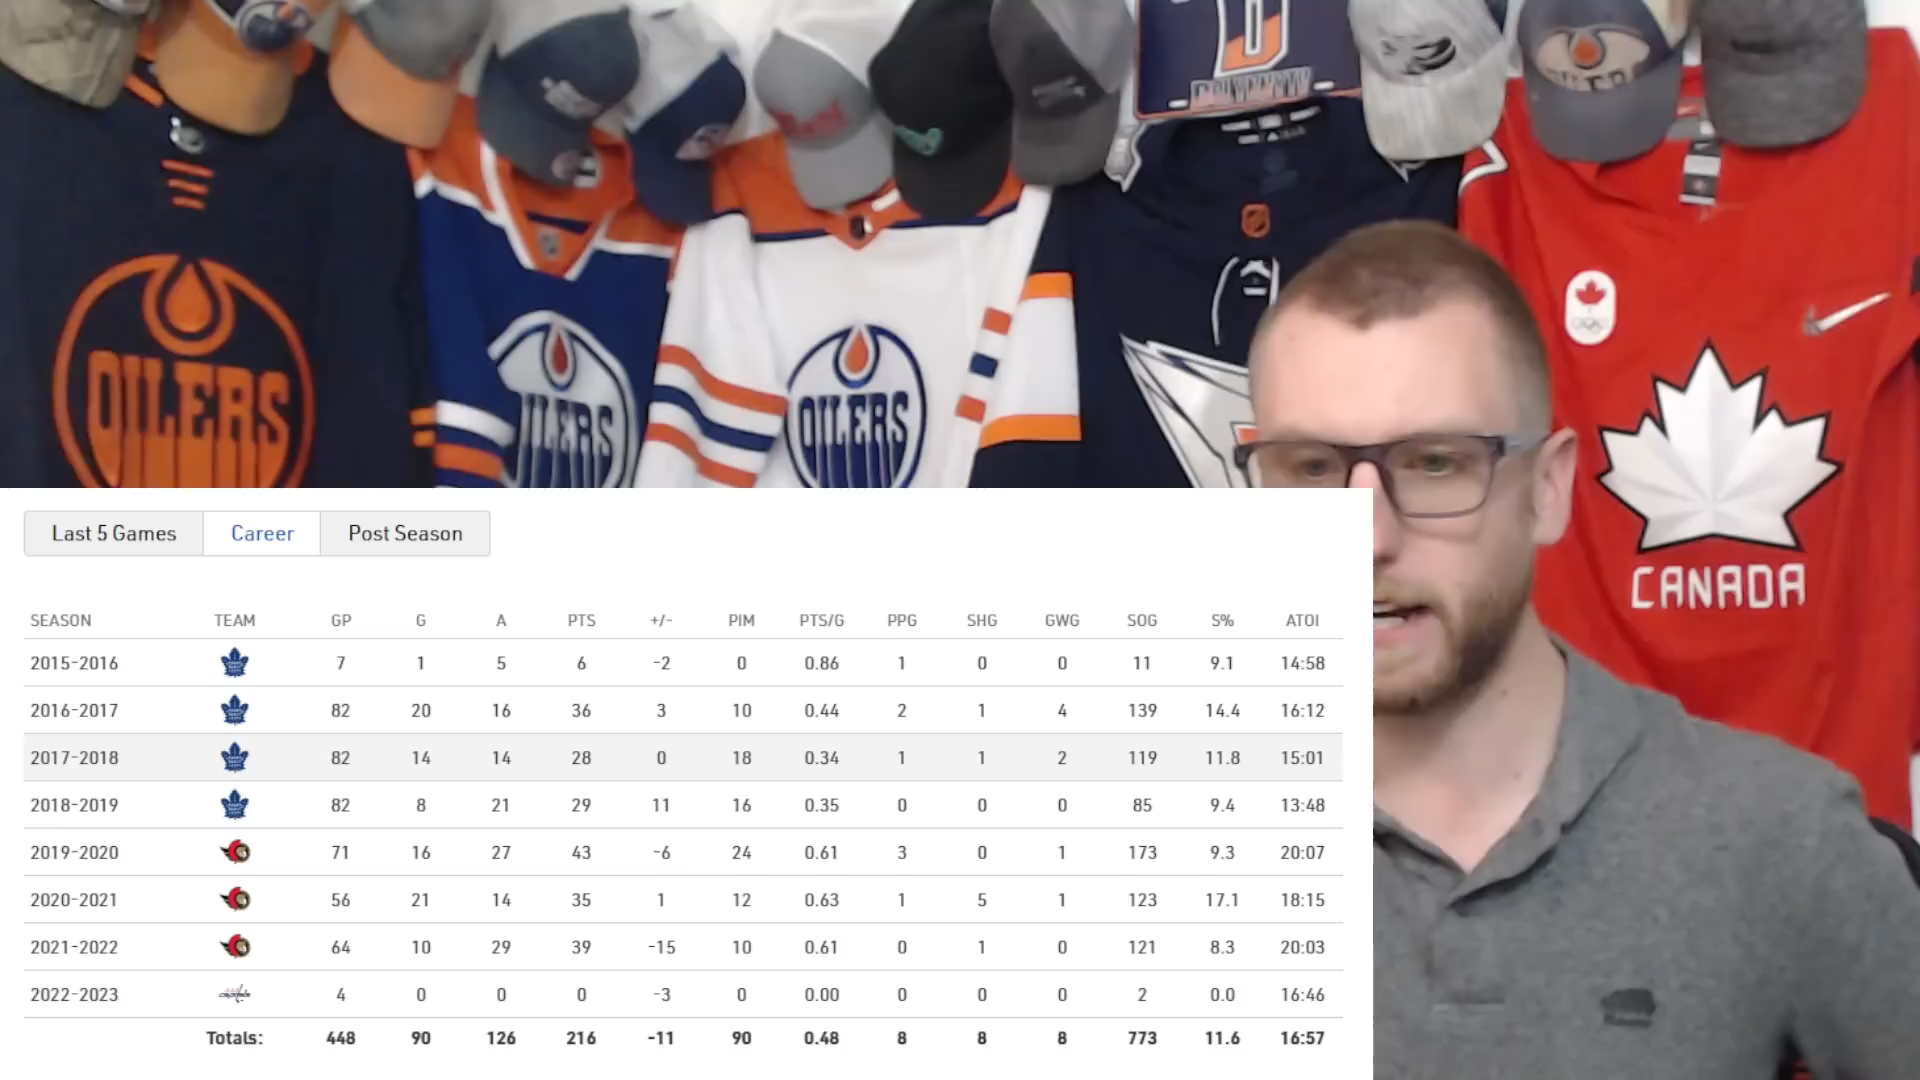 OILERS
OILERS
OILERS
CANADA
Last 5 Games Career Post Season
SEASON TEAM GP G A PTS +/- PIM PTS/G PPG SHG GWG SOG S% ATOI
2015-2016 7 1 5 6 -2 0 0.86 1 0 0 11 9.1 14:58
2016-2017 82 20 16 36 3 10 0.44 2 1 4 139 14.4 16:12
2017-2018 82 14 14 28 0 18 0.34 1 1 2 119 11.8 15:01
2018-2019 82 8 21 29 11 16 0.35 0 0 0 85 9.4 13:48
2019-2020 71 16 27 43 -6 24 0.61 3 0 1 173 9.3 20:07
2020-2021 56 21 14 35 1 12 0.63 1 5 1 123 17.1 18:15
2021-2022 64 10 29 39 -15 10 0.61 0 1 0 121 8.3 20:03
2022-2023 4 0 0 0 -3 0 0.00 0 0 0 2 0.0 16:46
Totals: 448 90 126 216 -11 90 0.48 8 8 8 773 11.6 16:57